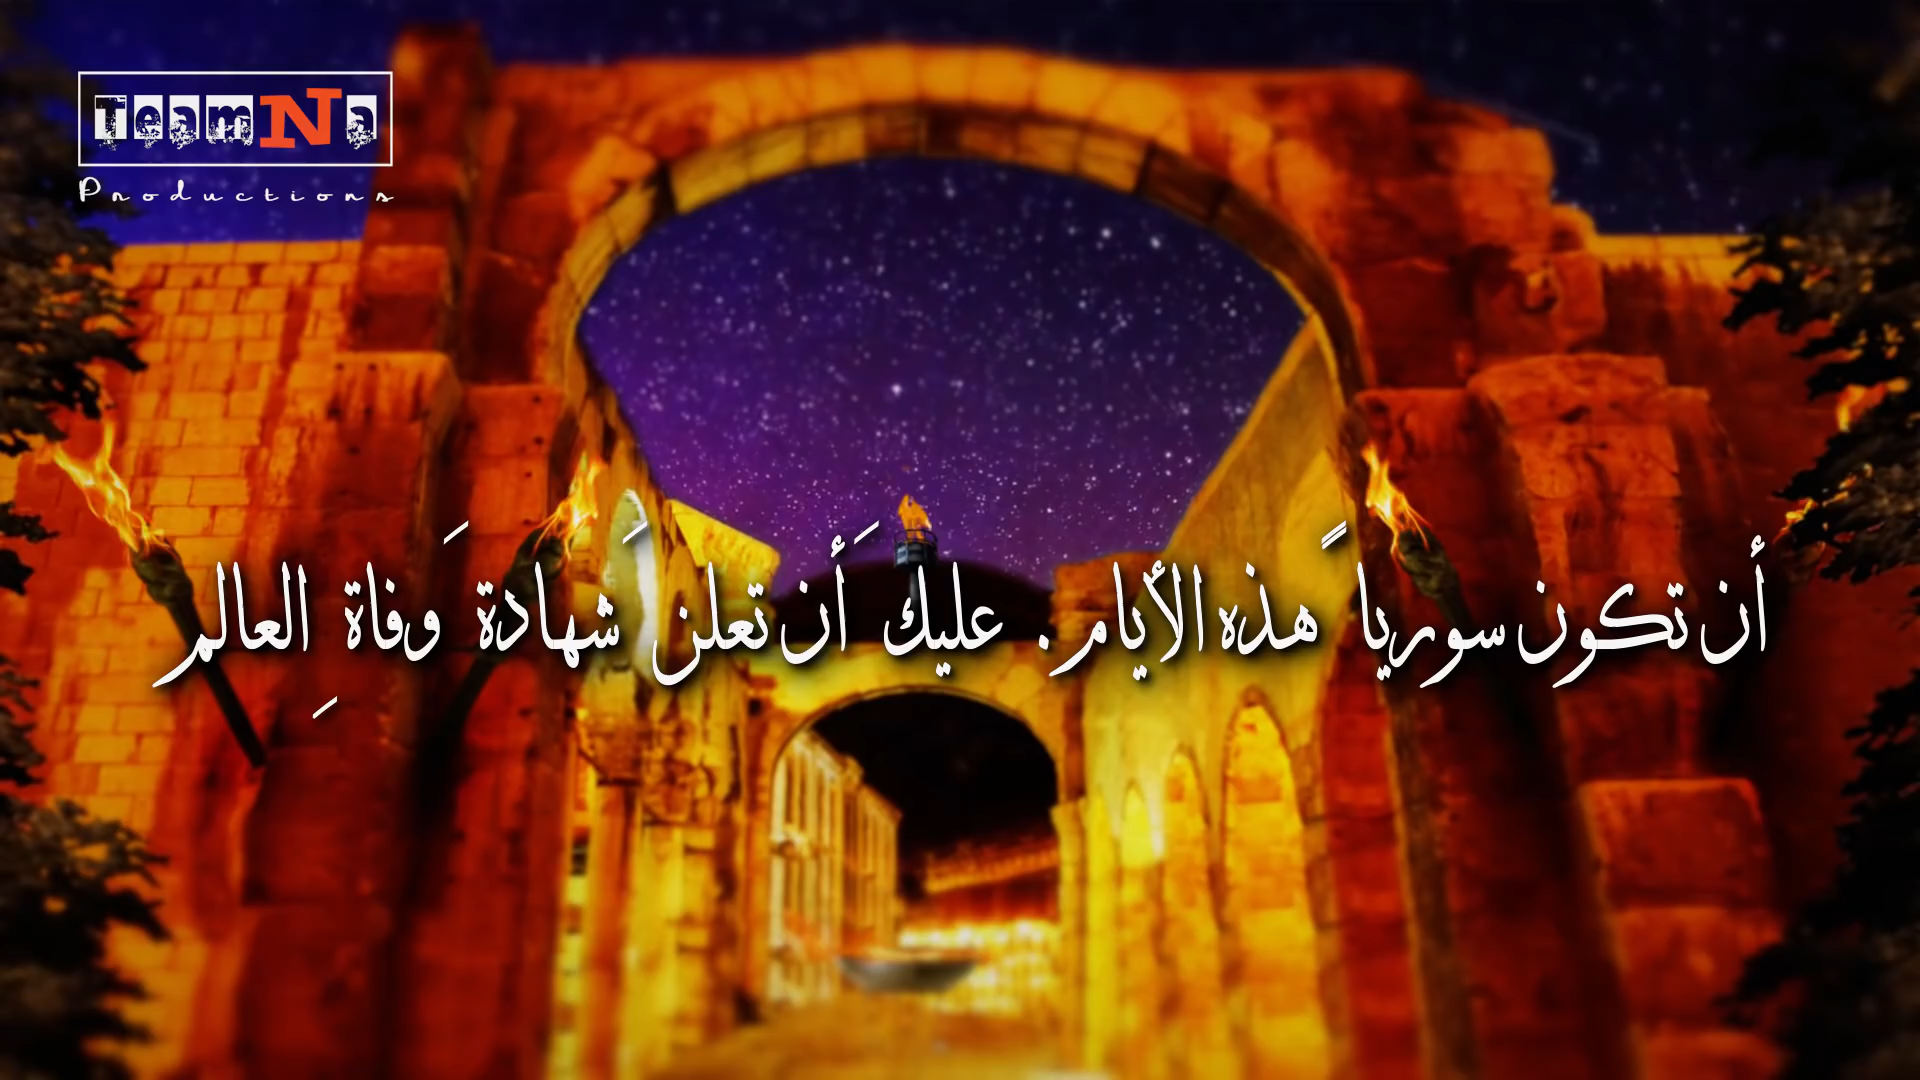 TeamNa
Productions
أن تكون سورياً هذه الأيام . عليكَ أن تعلنَ شهادةَ وفاةِ العالم